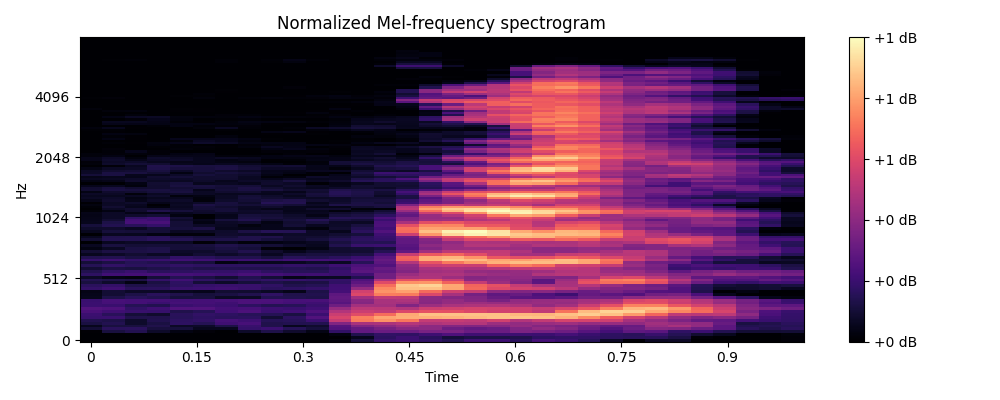 Normalized Mel-frequency spectrogram
Hz
4096
2048
1024
512
0
0 0.15 0.3 0.45 0.6 0.75 0.9
Time
+1 dB
+1 dB
+1 dB
+0 dB
+0 dB
+0 dB